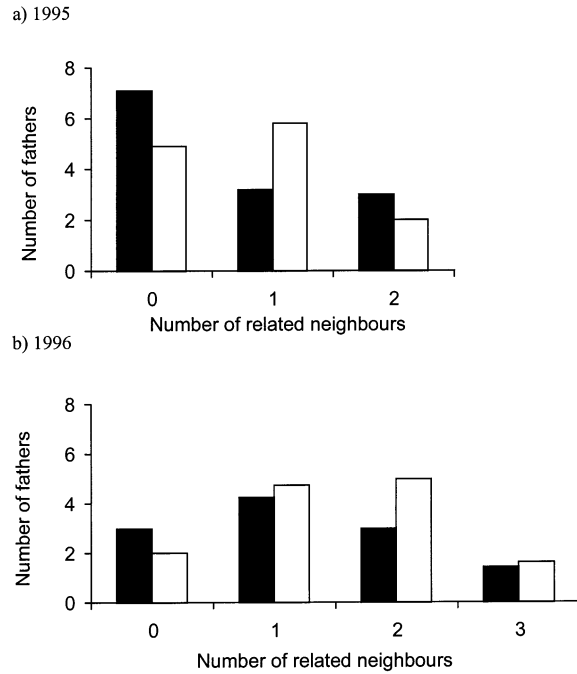 a) 1995
8
6
4
2
0
Number of fathers
0 1 2
Number of related neighbours
b) 1996
8
6
4
2
0
Number of fathers
0 1 2 3
Number of related neighbours